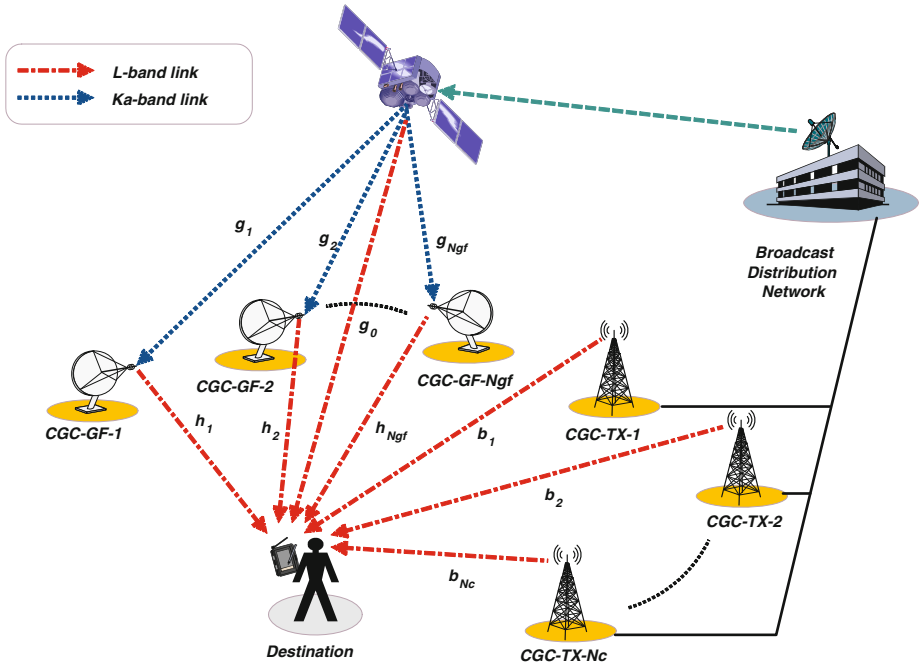 L-band link
Ka-band link
g1
g2
gNgf
Broadcast
Distribution
Network
g0
CGC-GF-1
CGC-GF-2
CGC-GF-Ngf
h1
h2
hNgf
b1
CGC-TX-1
b2
CGC-TX-2
bNc
CGC-TX-Nc
Destination